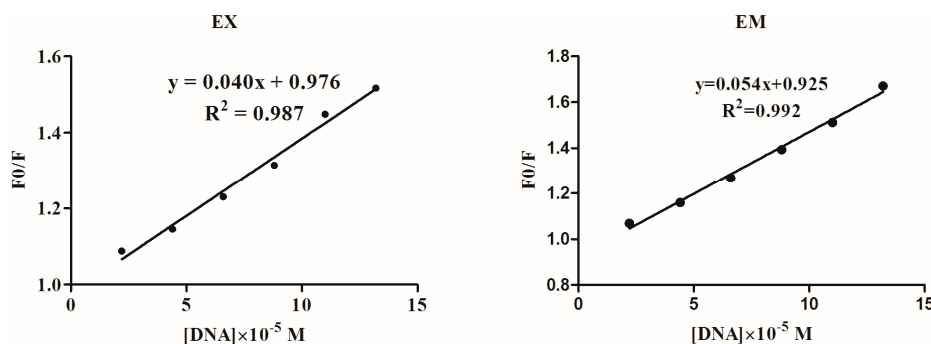 EX
y = 0.040x + 0.976
R² = 0.987
F0/F
1.6
1.4
1.2
1.0
0
5
10
15
[DNA]×10⁻⁵ M
EM
y=0.054x+0.925
R²=0.992
F0/F
1.8
1.6
1.4
1.2
1.0
0.8
0
5
10
15
[DNA]×10⁻⁵ M